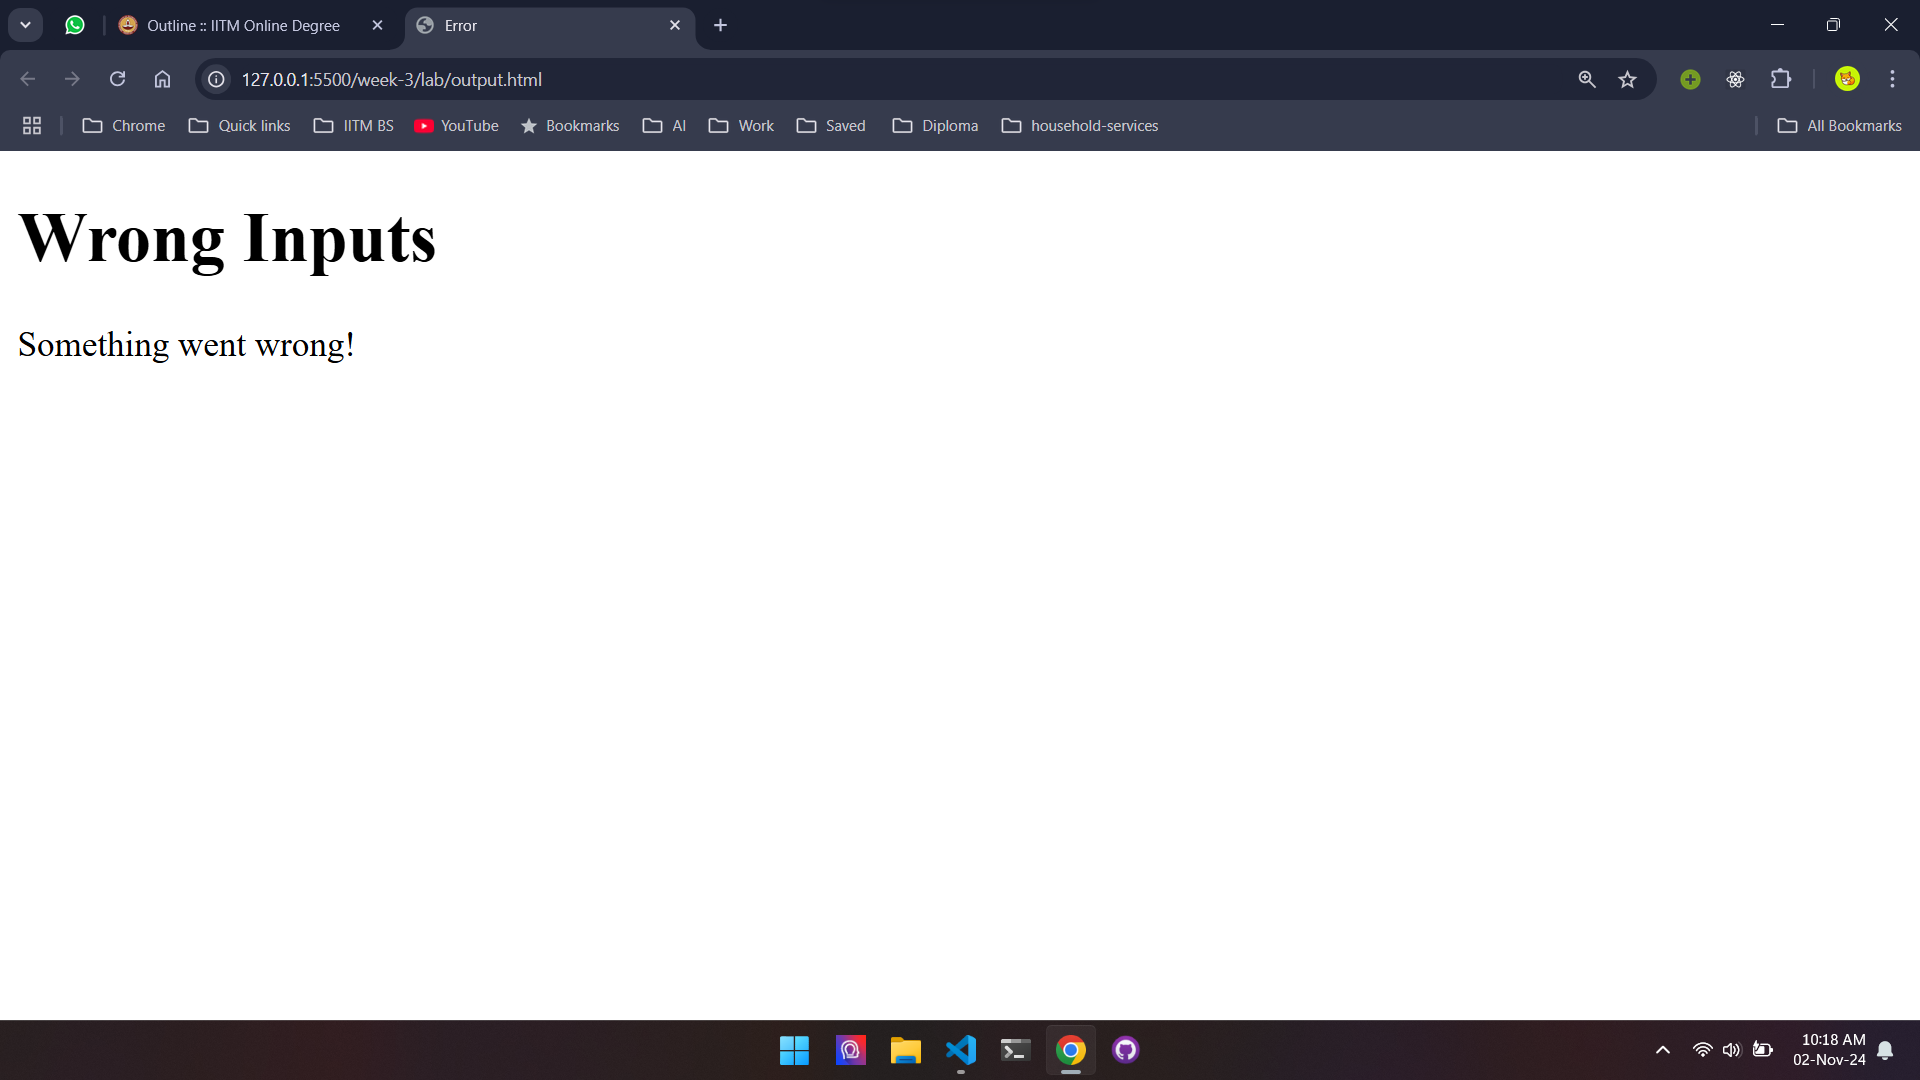 Outline :: IITM Online Degree
Error
127.0.0.1:5500/week-3/lab/output.html
Chrome
Quick links
IITM BS
YouTube
Bookmarks
AI
Work
Saved
Diploma
household-services
All Bookmarks
Wrong Inputs
Something went wrong!
10:18 AM
02-Nov-24